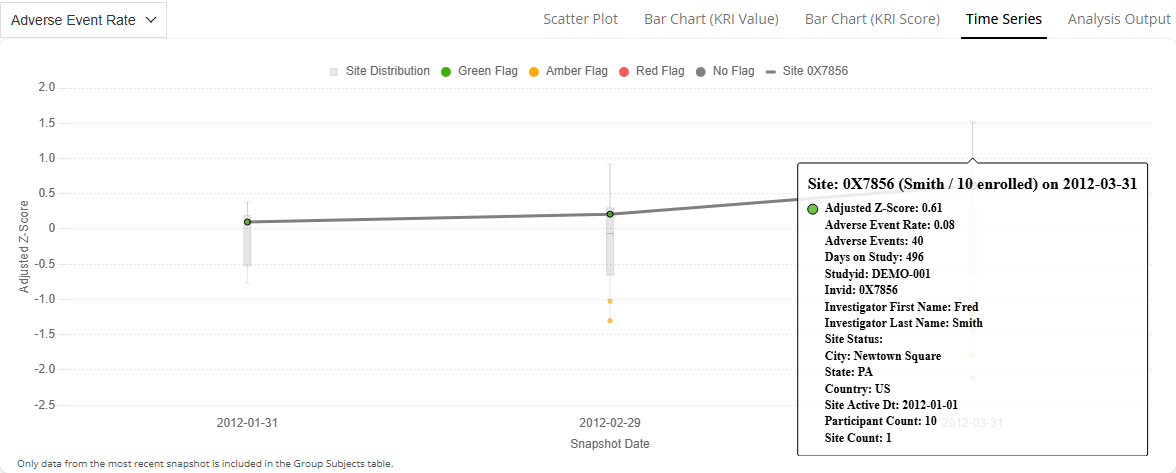 Adverse Event Rate
Scatter Plot Bar Chart (KRI Value) Bar Chart (KRI Score) Time Series Analysis Output
Site Distribution Green Flag Amber Flag Red Flag No Flag Site 0X7856
2.0
1.5
1.0
0.5
0
-0.5
-1.0
-1.5
-2.0
-2.5
Adjusted Z-Score
Site: 0X7856 (Smith / 10 enrolled) on 2012-03-31
Adjusted Z-Score: 0.61
Adverse Event Rate: 0.08
Adverse Events: 40
Days on Study: 496
Studyid: DEMO-001
Invid: 0X7856
Investigator First Name: Fred
Investigator Last Name: Smith
Site Status:
City: Newtown Square
State: PA
Country: US
Site Active Dt: 2012-01-01
Participant Count: 10
Site Count: 1
2012-01-31 2012-02-29 2012-03-31
Snapshot Date
Only data from the most recent snapshot is included in the Group Subjects table.